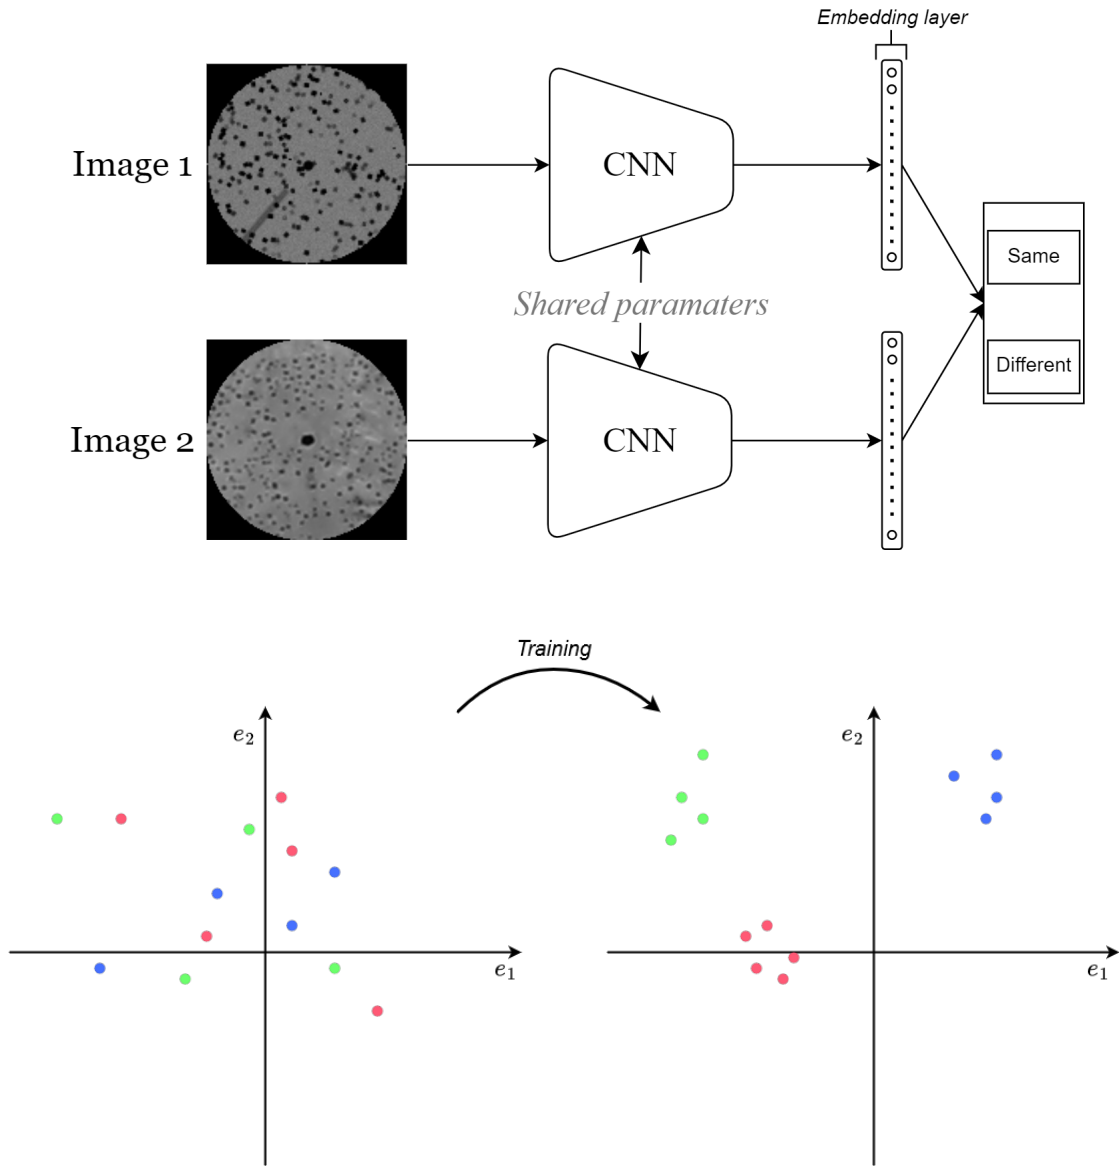 Embedding layer
Image 1
CNN
Same
Shared paramaters
Different
Image 2
CNN
Training
e₂
e₁
e₂
e₁